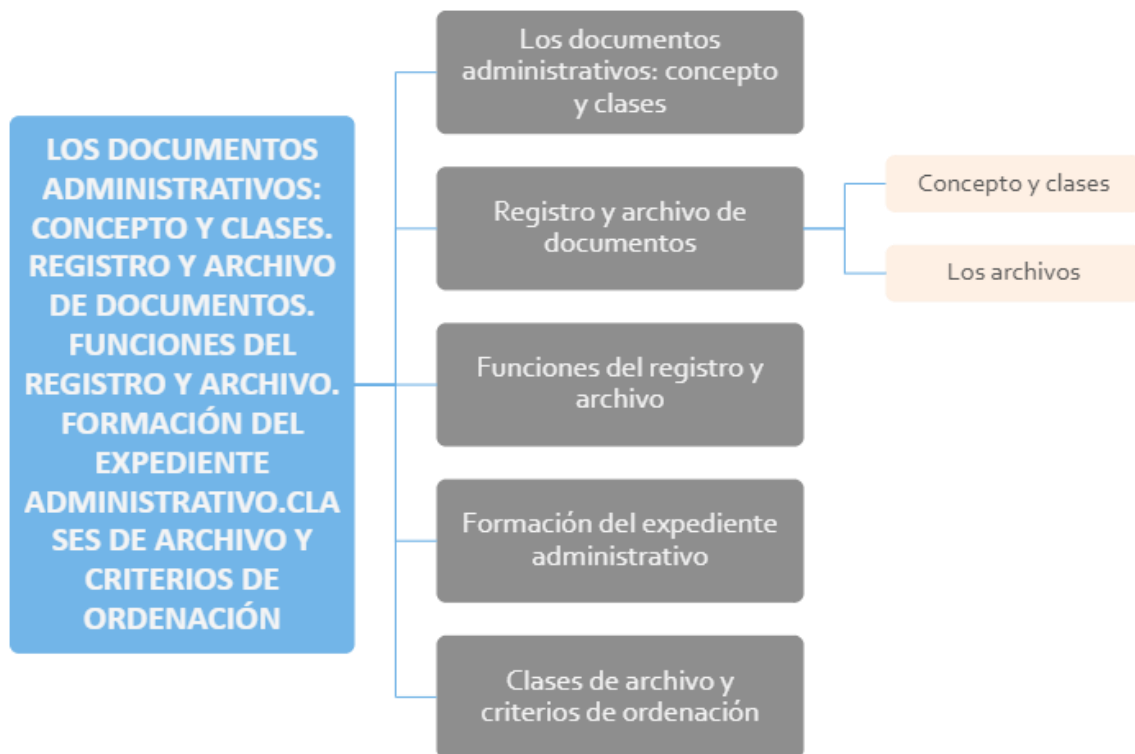 LOS DOCUMENTOS
ADMINISTRATIVOS:
CONCEPTO Y CLASES.
REGISTRO Y ARCHIVO
DE DOCUMENTOS.
FUNCIONES DEL
REGISTRO Y ARCHIVO.
FORMACIÓN DEL
EXPEDIENTE
ADMINISTRATIVO.CLA
SES DE ARCHIVO Y
CRITERIOS DE
ORDENACIÓN
Los documentos
administrativos: concepto
y clases
Registro y archivo de
documentos
Concepto y clases
Los archivos
Funciones del registro y
archivo
Formación del expediente
administrativo
Clases de archivo y
criterios de ordenación